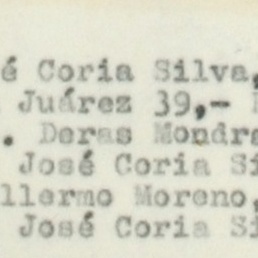 é Coria Silva,
Juárez 39,-
. Deras Mondra
José Coria Si
llermo Moreno,
José Coria Si